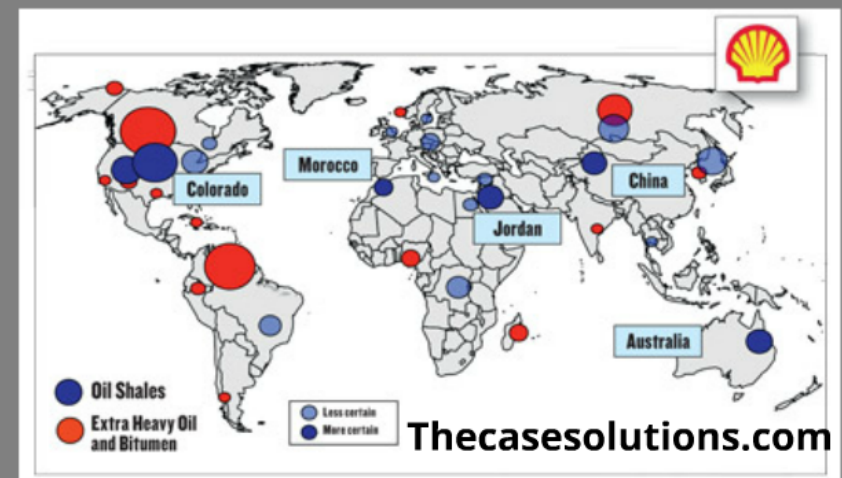 Morocco
Colorado
China
Jordan
Australia
Oil Shales
Extra Heavy Oil
and Bitumen
Less certain
More certain
Thecasesolutions.com